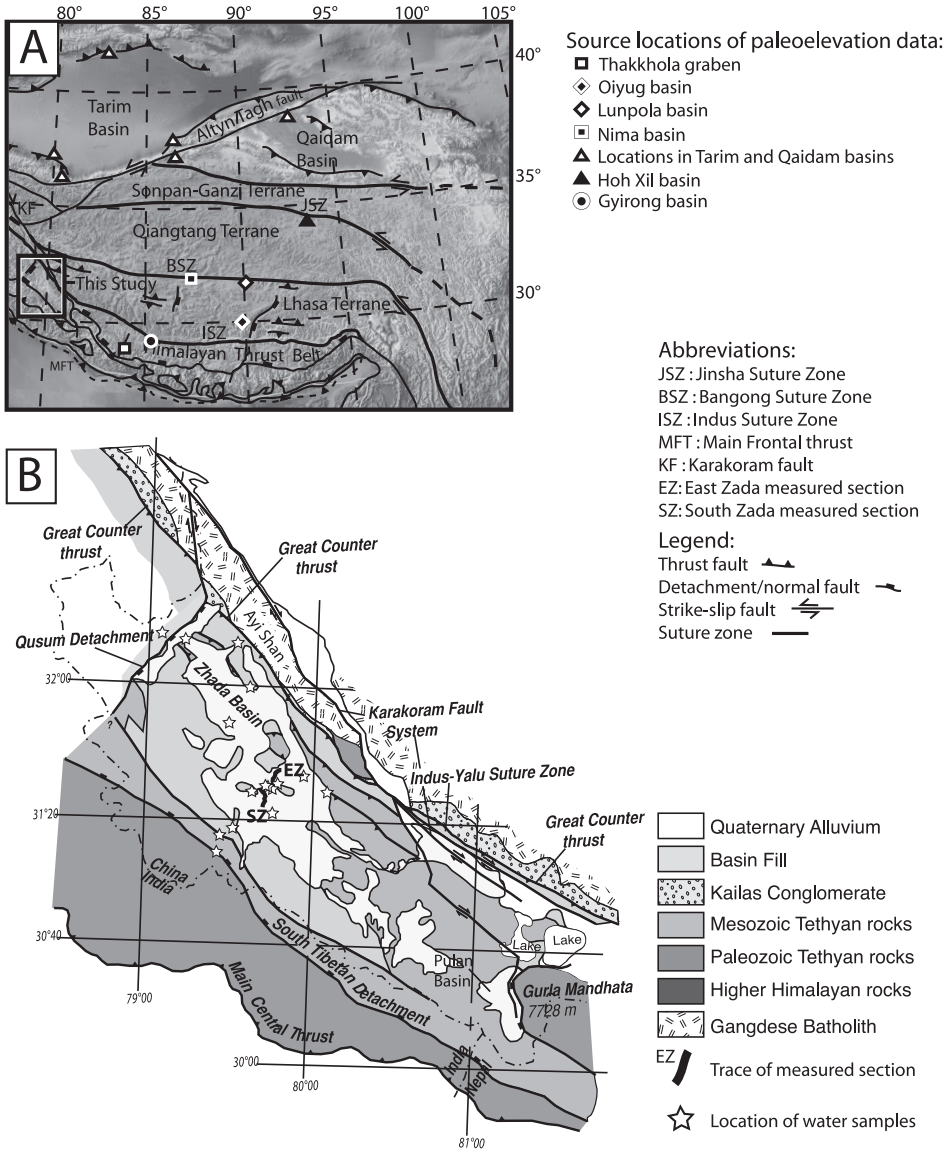 80°
85°
90°
95°
100°
105°
A
40°
35°
30°
Tarim
Basin
Altyn Tagh fault
Qaiqam
Basin
Sonpan-Ganzi Terrane
KF
JSZ
Qiangtang Terrane
BSZ
This Study
Lhasa Terrane
ISZ
Himalayan Thrust Belt
MFT
Source locations of paleoelevation data:
Thakkhola graben
Oiyug basin
Lunpola basin
Nima basin
Locations in Tarim and Qaidam basins
Hoh Xil basin
Gyirong basin
Abbreviations:
JSZ : Jinsha Suture Zone
BSZ : Bangong Suture Zone
ISZ : Indus Suture Zone
MFT : Main Frontal thrust
KF : Karakoram fault
EZ: East Zada measured section
SZ: South Zada measured section
Legend:
Thrust fault
Detachment/normal fault
Strike-slip fault
Suture zone
B
Great Counter
thrust
Great Counter
thrust
Qusum Detachment
Ayi Shan
Zhada Basin
32°00
Karakoram Fault
System
?
EZ
Indus-Yalu Suture Zone
SZ
31°20
Great Counter
thrust
China
India
30°40
South Tibetan Detachment
Lake
Lake
Pulan
Basin
79°00
Main Central Thrust
Gurla Mandhata
7728 m
India
Nepal
30°00
80°00
81°00
Quaternary Alluvium
Basin Fill
Kailas Conglomerate
Mesozoic Tethyan rocks
Paleozoic Tethyan rocks
Higher Himalayan rocks
Gangdese Batholith
EZ
Trace of measured section
Location of water samples